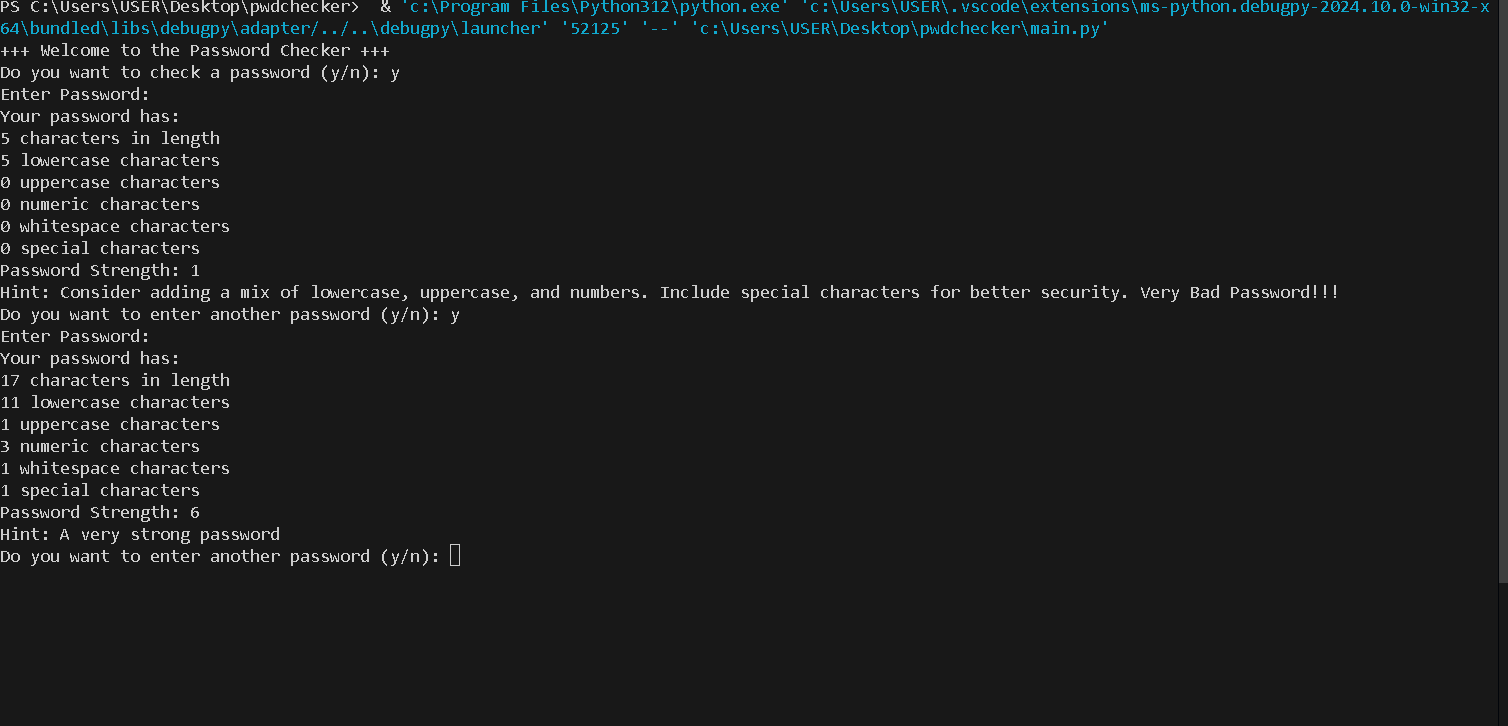 PS C:\Users\USER\Desktop\pwdchecker>  & 'c:\Program Files\Python312\python.exe' 'c:\Users\USER\.vscode\extensions\ms-python.debugpy-2024.10.0-win32-x
64\bundled\libs\debugpy\adapter/../..\debugpy\launcher' '52125' '--' 'c:\Users\USER\Desktop\pwdchecker\main.py'
+++ Welcome to the Password Checker +++
Do you want to check a password (y/n): y
Enter Password:
Your password has:
5 characters in length
5 lowercase characters
0 uppercase characters
0 numeric characters
0 whitespace characters
0 special characters
Password Strength: 1
Hint: Consider adding a mix of lowercase, uppercase, and numbers. Include special characters for better security. Very Bad Password!!!
Do you want to enter another password (y/n): y
Enter Password:
Your password has:
17 characters in length
11 lowercase characters
1 uppercase characters
3 numeric characters
1 whitespace characters
1 special characters
Password Strength: 6
Hint: A very strong password
Do you want to enter another password (y/n):